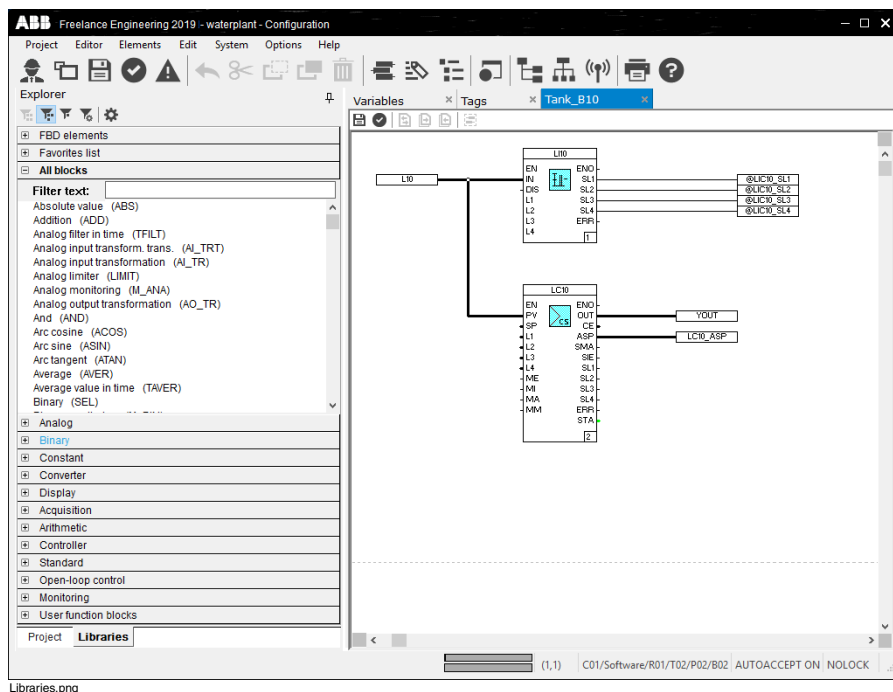 ABB Freelance Engineering 2019 - waterplant - Configuration
Project Editor Elements Edit System Options Help
Explorer
Variables × Tags × Tank_B10 ×
FBD elements
Favorites list
All blocks
Filter text:
Absolute value (ABS)
Addition (ADD)
Analog filter in time (TFILT)
Analog input transform. trans. (AI_TRT)
Analog input transformation (AI_TR)
Analog limiter (LIMIT)
Analog monitoring (M_ANA)
Analog output transformation (AO_TR)
And (AND)
Arc cosine (ACOS)
Arc sine (ASIN)
Arc tangent (ATAN)
Average (AVER)
Average value in time (TAVER)
Binary (SEL)
Analog
Binary
Constant
Converter
Display
Acquisition
Arithmetic
Controller
Standard
Open-loop control
Monitoring
User function blocks
Project Libraries
L10
LI10
EN ENO
IN SL1
DIS SL2
L1 SL3
L2 SL4
L3 ERR
L4
1
@LIC10_SL1
@LIC10_SL2
@LIC10_SL3
@LIC10_SL4
LC10
EN ENO
PV OUT
SP CE
L1 ASP
L2 SMA
L3 SIE
L4 SL1
ME SL2
MI SL3
MA SL4
MM ERR
STA
CS
2
YOUT
LC10_ASP
(1,1) C01/Software/R01/T02/P02/B02 AUTOACCEPT ON NOLOCK
Libraries.png